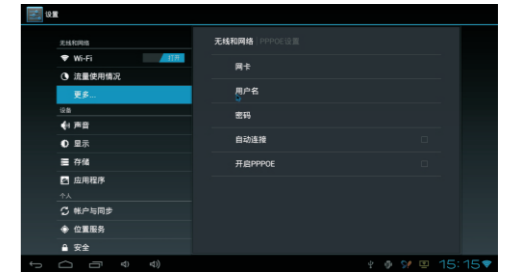 设置
无线和网络
Wi-Fi 打开
流量使用情况
更多...
设备
声音
显示
存储
应用程序
个人
帐户与同步
位置服务
安全
无线和网络 PPPOE设置
网卡
用户名
密码
自动连接
开启PPPOE
15:15